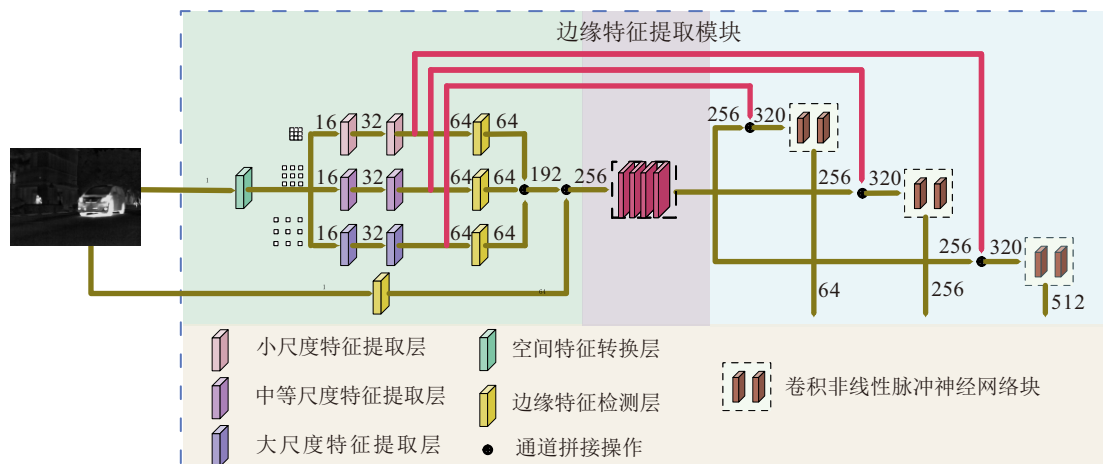 边缘特征提取模块
256 320
16 32 64 64
1 16 32 64 64 192 256
256 320
16 32 64 64
256 320
1 64
64 256 512
小尺度特征提取层 空间特征转换层
中等尺度特征提取层 边缘特征检测层 卷积非线性脉冲神经网络块
大尺度特征提取层 通道拼接操作